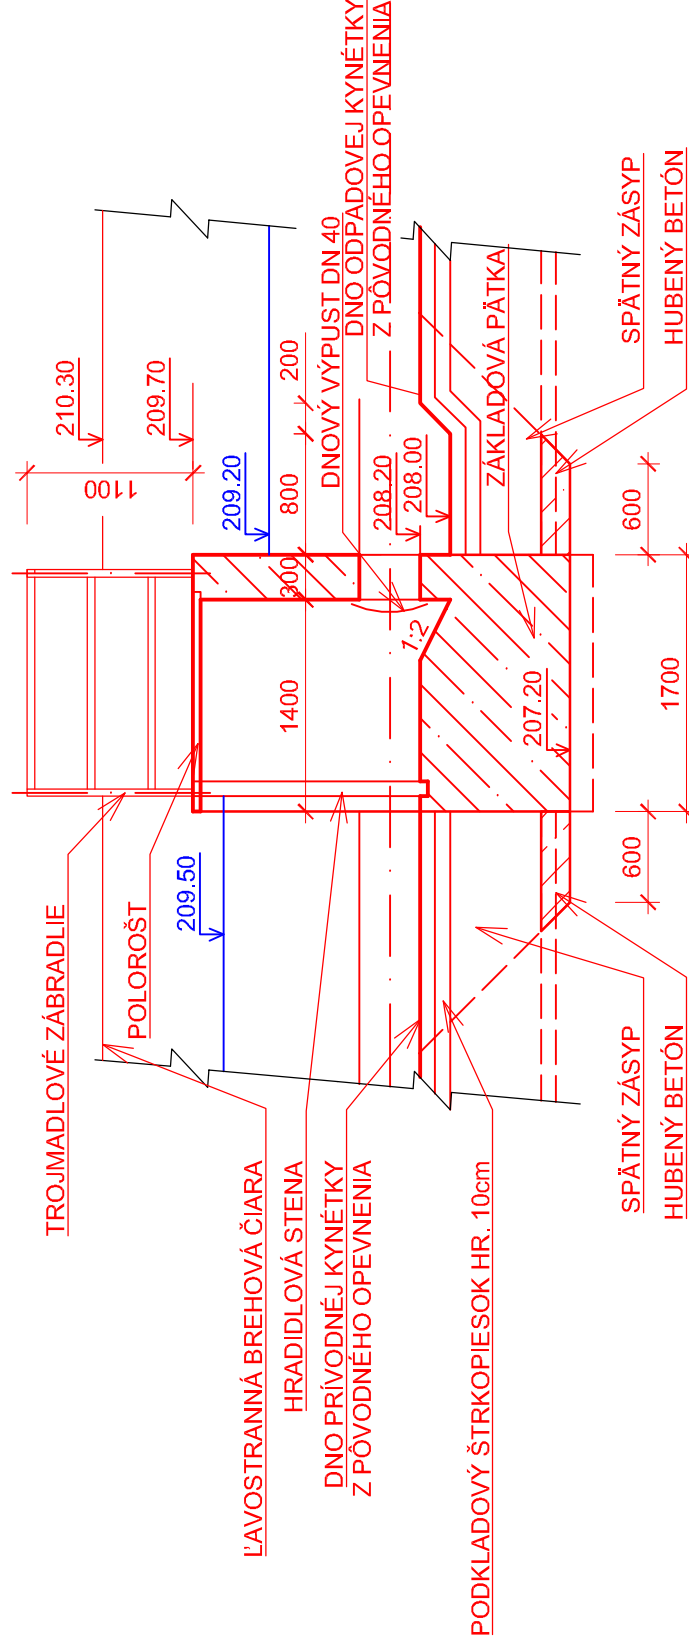 TROJMADLOVÉ ZÁBRADLIE
POLOROŠT
ĽAVOSTRANNÁ BREHOVÁ ČIARA
HRADIDLOVÁ STENA
DNO PRÍVODNÉJ KYNÉTKY
Z PÔVODNÉHO OPEVNENIA
PODKLADOVÝ ŠTRKOPIESOK HR. 10cm
SPÄTNÝ ZÁSYP
HUBENÝ BETÓN
209.50
1100
210.30
209.70
209.20
1400
300
800
200
DNOVÝ VÝPUST DN 40
DNO ODPADOVEJ KYNÉTKY
Z PÔVODNÉHO OPEVNENIA
208.20
208.00
1:2
ZÁKLADOVÁ PÄTKA
207.20
600
1700
600
SPÄTNÝ ZÁSYP
HUBENÝ BETÓN